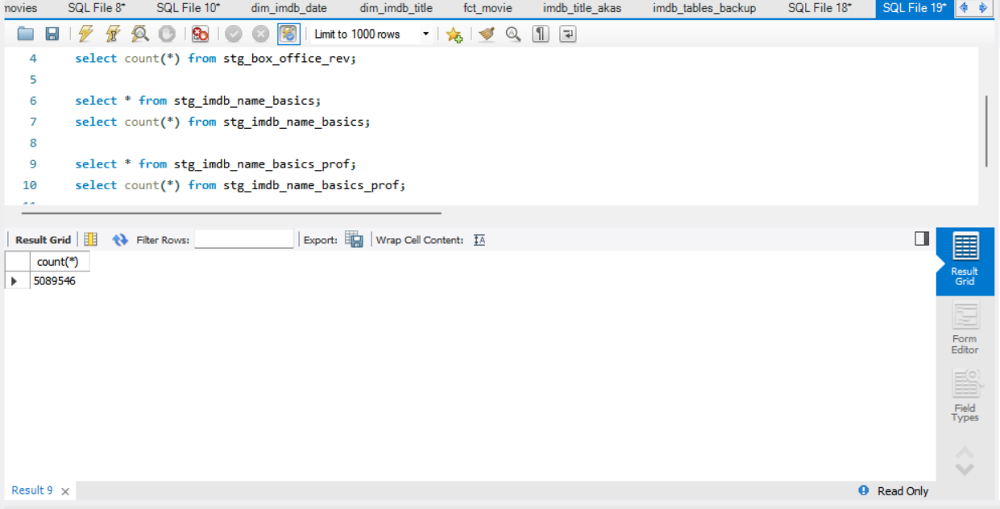 movies SQL File 8* SQL File 10* dim_imdb_date dim_imdb_title fct_movie imdb_title_akas imdb_tables_backup SQL File 18* SQL File 19*
Limit to 1000 rows
4 select count(*) from stg_box_office_rev;
5
6 select * from stg_imdb_name_basics;
7 select count(*) from stg_imdb_name_basics;
8
9 select * from stg_imdb_name_basics_prof;
10 select count(*) from stg_imdb_name_basics_prof;
Result Grid Filter Rows: Export: Wrap Cell Content: IA
count(*)
5089546
Result
Grid
Form
Editor
Field
Types
Result 9
Read Only